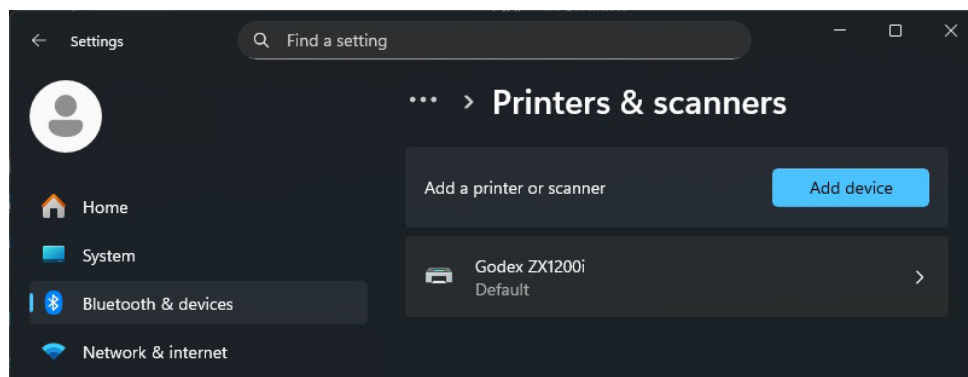 Settings
Find a setting
··· > Printers & scanners
Add a printer or scanner
Add device
Home
System
Bluetooth & devices
Network & internet
Godex ZX1200i
Default